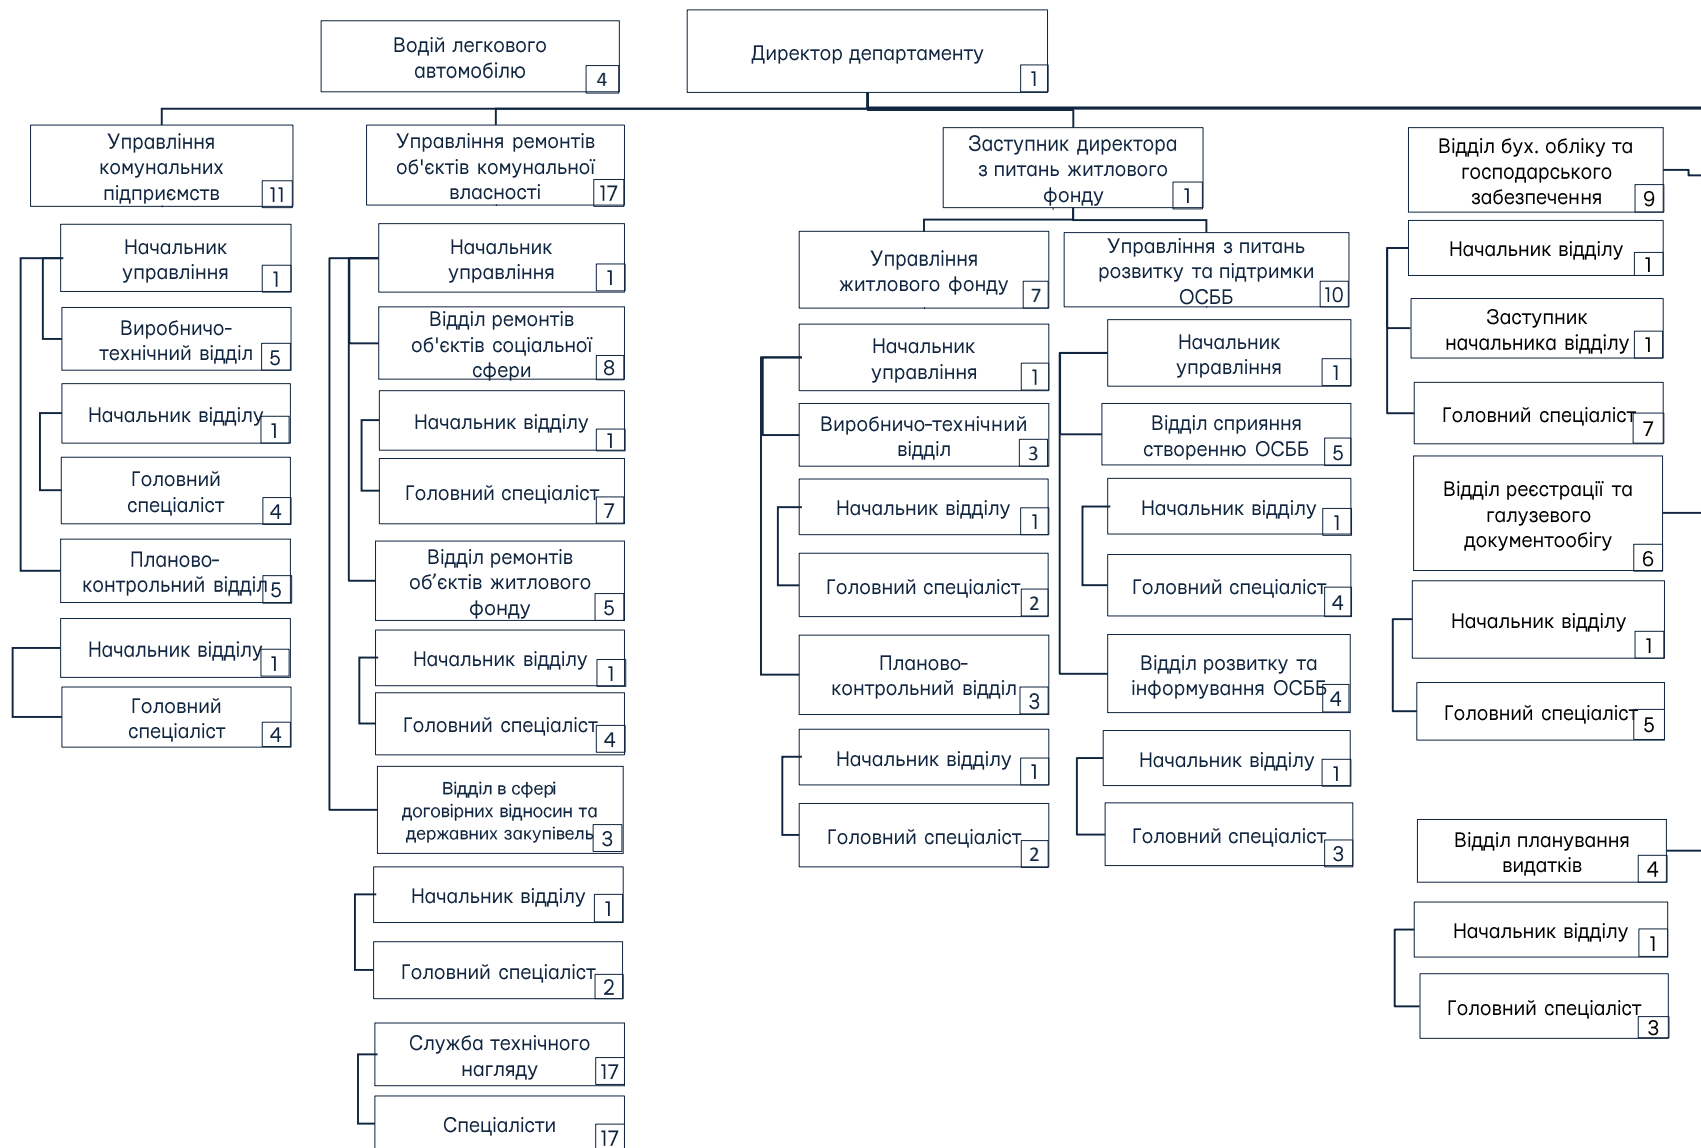 Водій легкового
автомобілю
4
Директор департаменту
1
Управління
комунальних
підприємств
11
Начальник
управління
1
Виробничо-
технічний відділ
5
Начальник відділу
1
Головний
спеціаліст
4
Планово-
контрольний відділ
5
Начальник відділу
1
Головний
спеціаліст
4
Управління ремонтів
об'єктів комунальної
власності
17
Начальник
управління
1
Відділ ремонтів
об'єктів соціальної
сфери
8
Начальник відділу
1
Головний спеціаліст
7
Відділ ремонтів
об’єктів житлового
фонду
5
Начальник відділу
1
Головний спеціаліст
4
Відділ в сфері
договірних відносин та
державних закупівель
3
Начальник відділу
1
Головний спеціаліст
2
Служба технічного
нагляду
17
Спеціалісти
17
Заступник директора
з питань житлового
фонду
1
Управління
житлового фонду
7
Начальник
управління
1
Виробничо-технічний
відділ
3
Начальник відділу
1
Головний спеціаліст
2
Планово-
контрольний відділ
3
Начальник відділу
1
Головний спеціаліст
2
Управління з питань
розвитку та підтримки
ОСББ
10
Начальник
управління
1
Відділ сприяння
створенню ОСББ
5
Начальник відділу
1
Головний спеціаліст
4
Відділ розвитку та
інформування ОСББ
4
Начальник відділу
1
Головний спеціаліст
3
Відділ бух. обліку та
господарського
забезпечення
9
Начальник відділу
1
Заступник
начальника відділу
1
Головний спеціаліст
7
Відділ реєстрації та
галузевого
документообігу
6
Начальник відділу
1
Головний спеціаліст
5
Відділ планування
видатків
4
Начальник відділу
1
Головний спеціаліст
3